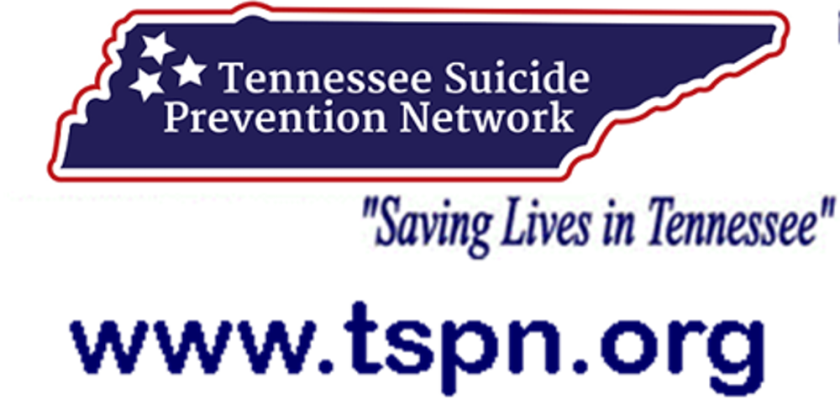 Tennessee Suicide
Prevention Network
"Saving Lives in Tennessee"
www.tspn.org